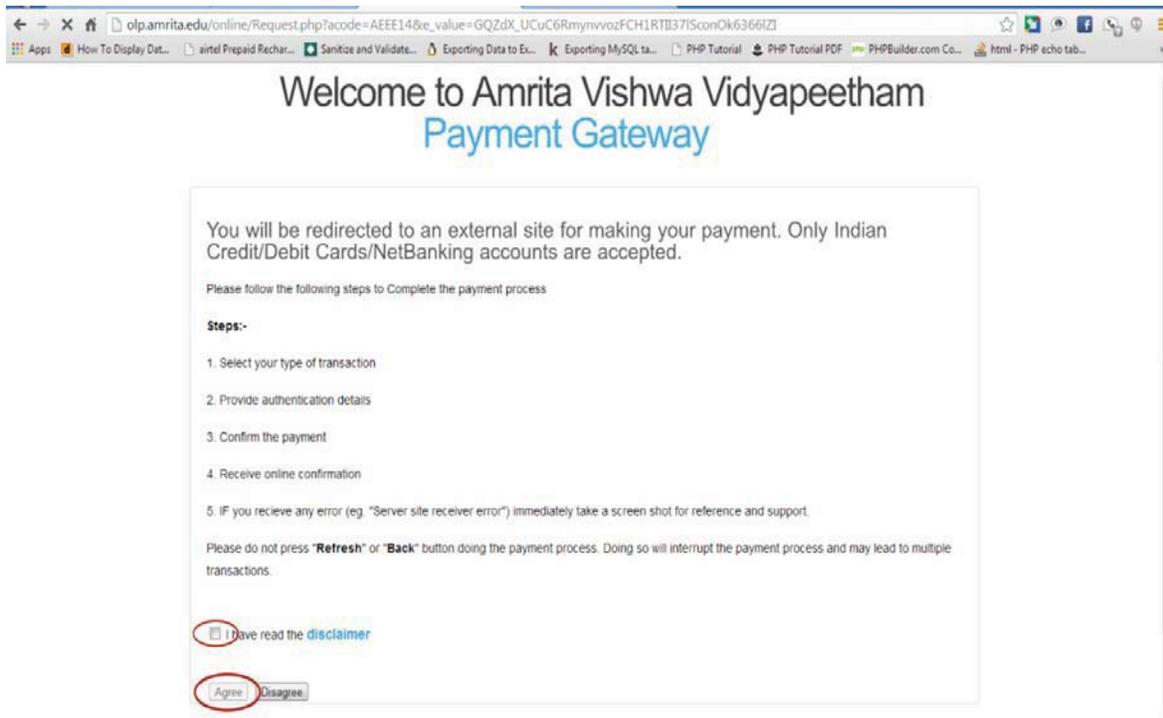 olp.amrita.edu/online/Request.php?acode=AEEE14&e_value=
Apps How To Display Dat... airtel Prepaid Rechar... Sanitize and Validate... Exporting Data to Ex... Exporting MySQL ta... PHP Tutorial PHP Tutorial PDF PHPBuilder.com Co... html - PHP echo tab...
Welcome to Amrita Vishwa Vidyapeetham
Payment Gateway
You will be redirected to an external site for making your payment. Only Indian
Credit/Debit Cards/NetBanking accounts are accepted.
Please follow the following steps to Complete the payment process
Steps:-
1. Select your type of transaction
2. Provide authentication details
3. Confirm the payment
4. Receive online confirmation
5. IF you recieve any error (eg. "Server site receiver error") immediately take a screen shot for reference and support.
Please do not press "Refresh" or "Back" button doing the payment process. Doing so will interrupt the payment process and may lead to multiple
transactions.
I have read the disclaimer
Agree Disagree